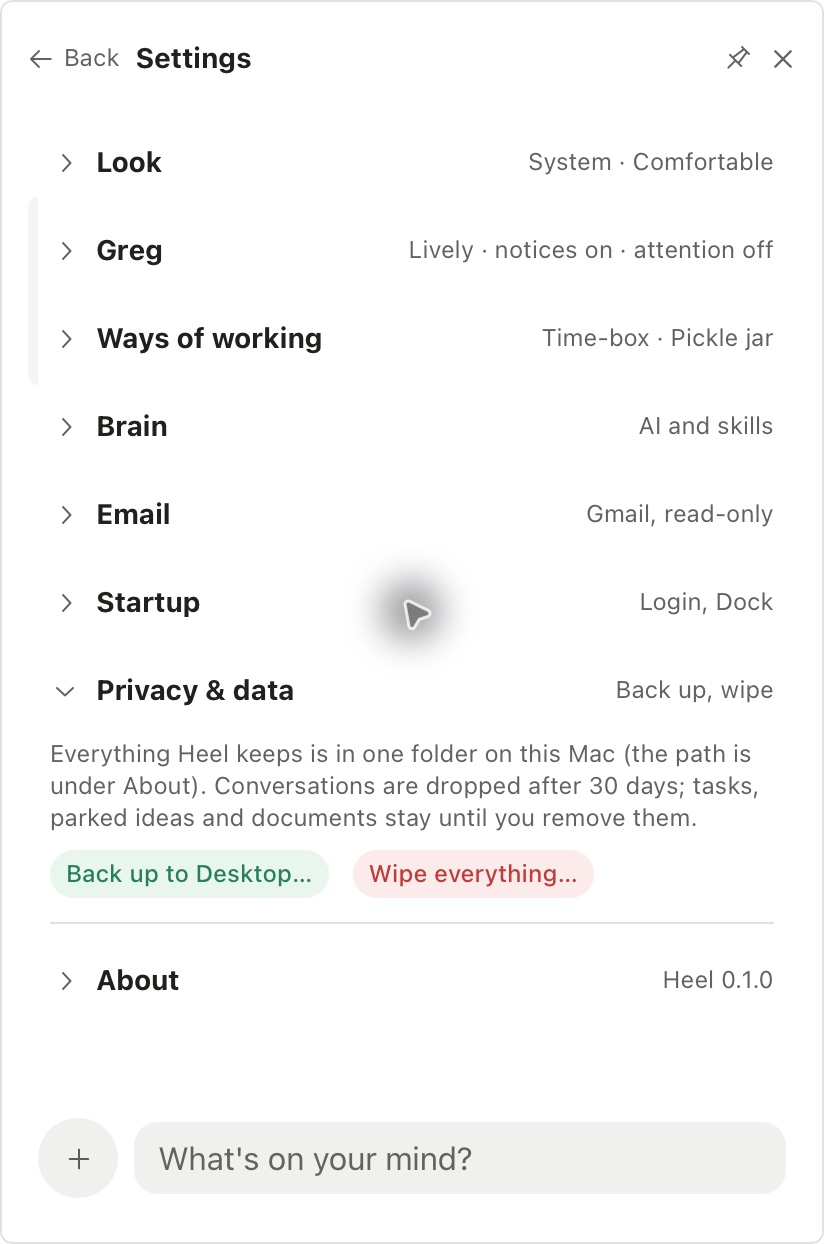 Back Settings
Look System · Comfortable
Greg Lively · notices on · attention off
Ways of working Time-box · Pickle jar
Brain AI and skills
Email Gmail, read-only
Startup Login, Dock
Privacy & data Back up, wipe
Everything Heel keeps is in one folder on this Mac (the path is
under About). Conversations are dropped after 30 days; tasks,
parked ideas and documents stay until you remove them.
Back up to Desktop... Wipe everything...
About Heel 0.1.0
What's on your mind?